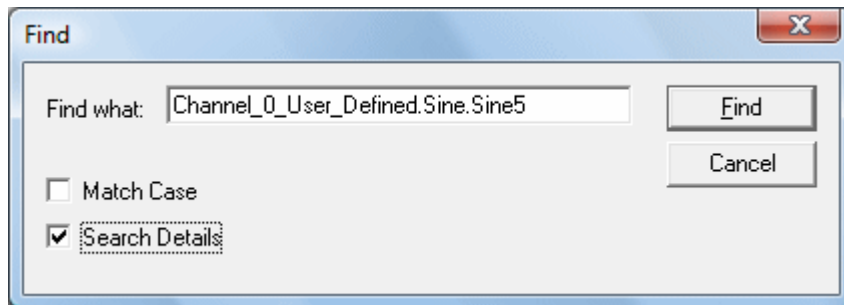 Find
Find what: Channel_0_User_Defined.Sine.Sine5
Find
Cancel
Match Case
Search Details